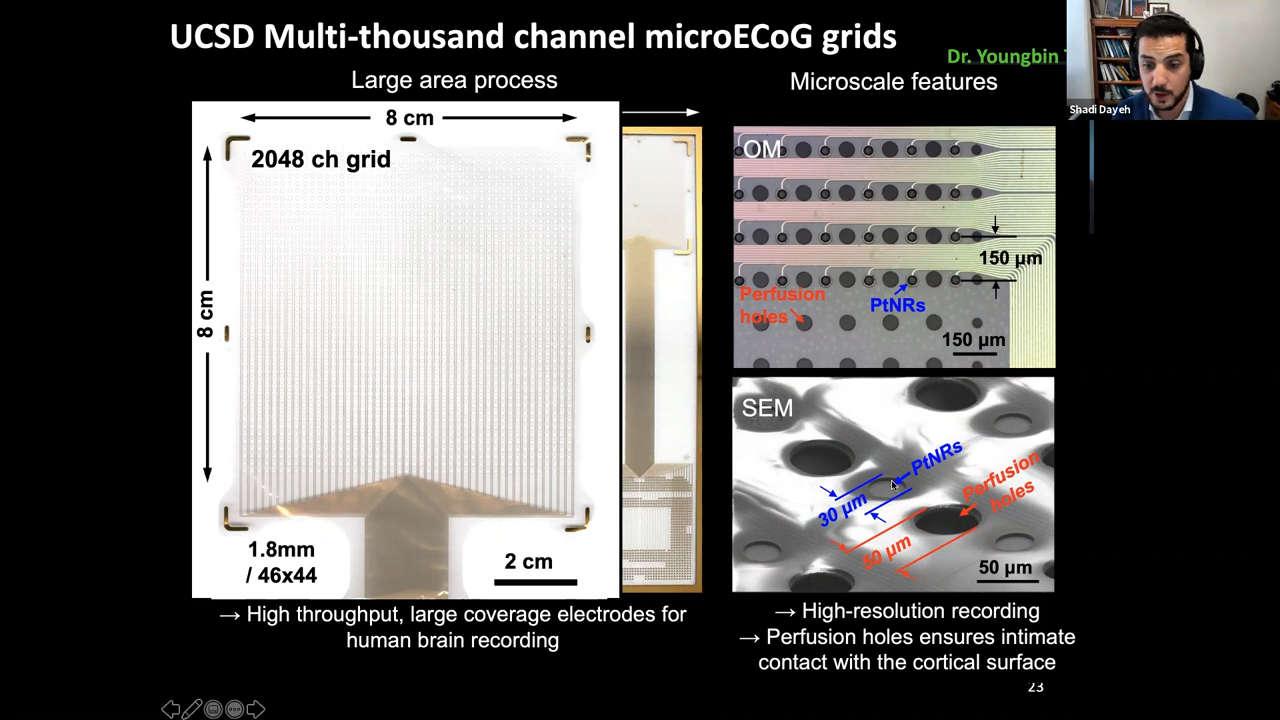 UCSD Multi-thousand channel microECoG grids
Dr. Youngbin
Shadi Dayeh
Large area process
Microscale features
8 cm
2048 ch grid
8 cm
1.8mm
/ 46x44
2 cm
OM
150 µm
Perfusion
holes
PtNRs
150 µm
SEM
PtNRs
30 µm
Perfusion
holes
50 µm
50 µm
→ High throughput, large coverage electrodes for
human brain recording
→ High-resolution recording
→ Perfusion holes ensures intimate
contact with the cortical surface
23